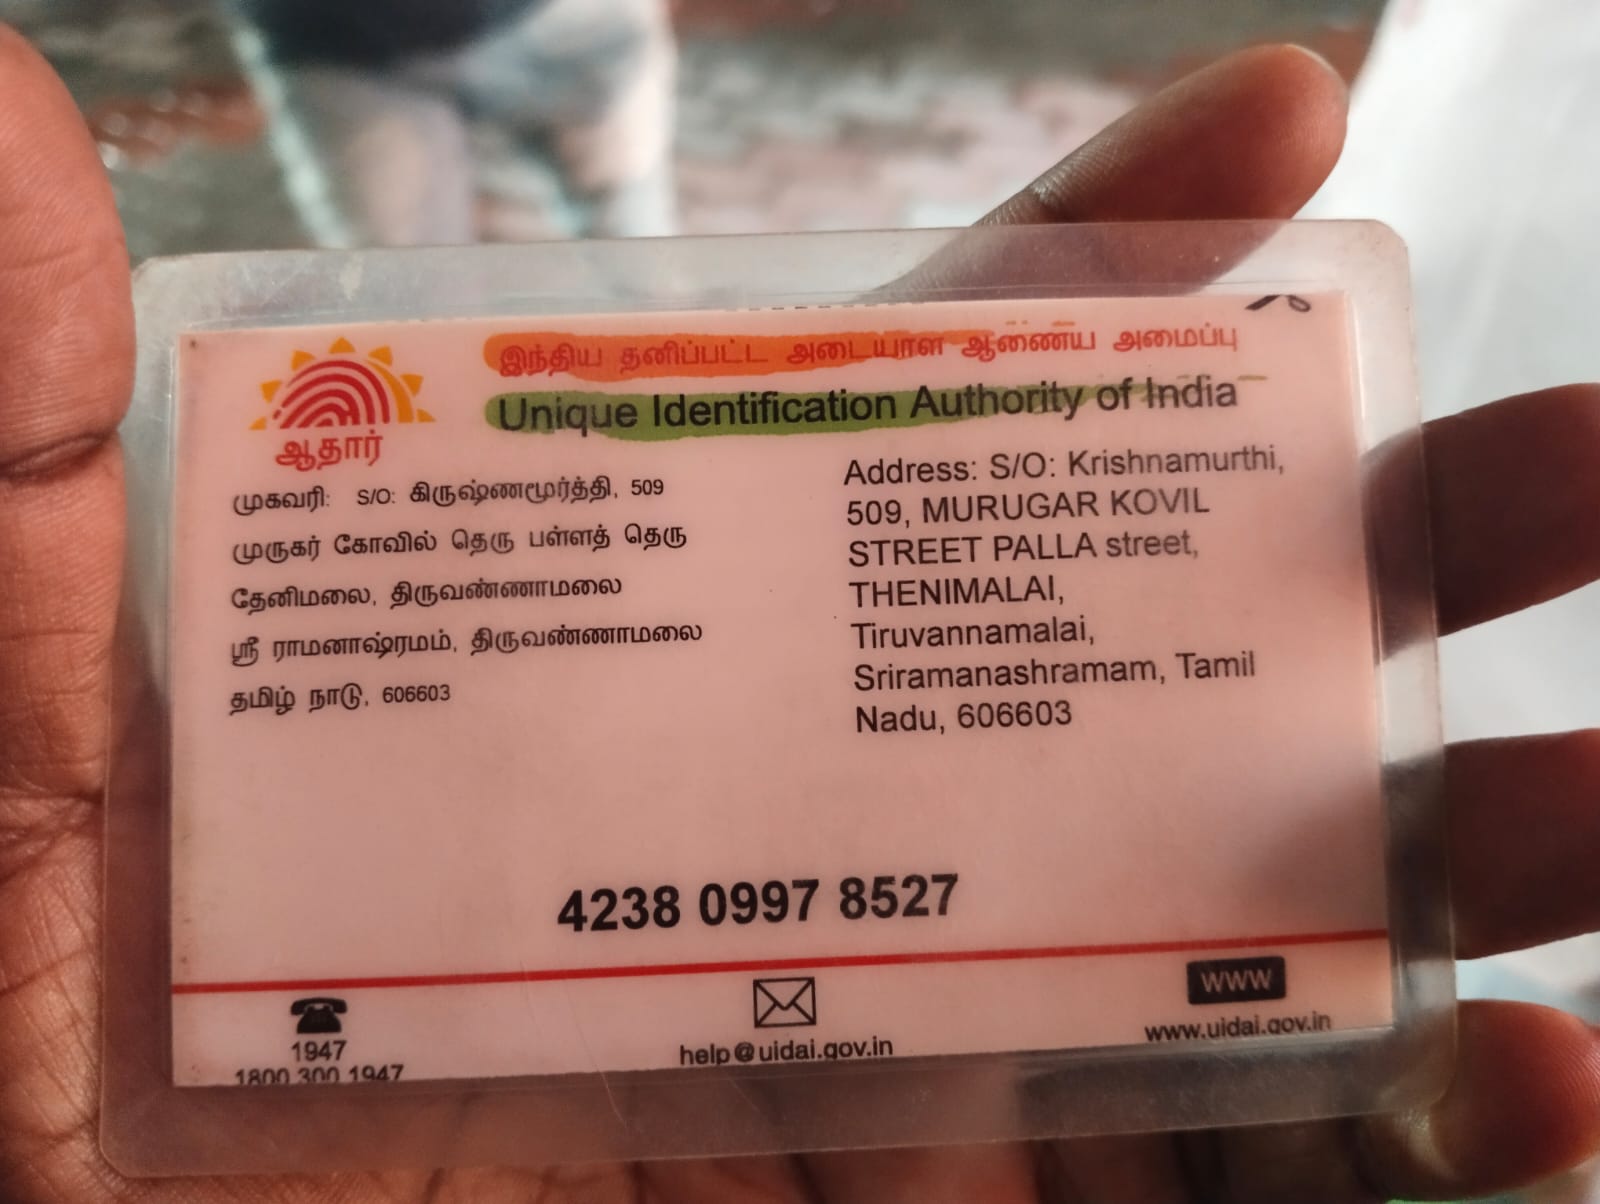 இந்திய தனிப்பட்ட அடையாள ஆணைய அமைப்பு
Unique Identification Authority of India
ஆதார்
முகவரி: S/O: கிருஷ்ணமூர்த்தி, 509
முருகர் கோவில் தெரு பள்ளத் தெரு
தேனிமலை, திருவண்ணாமலை
ஸ்ரீ ராமனாஷ்ரமம், திருவண்ணாமலை
தமிழ் நாடு, 606603
Address: S/O: Krishnamurthi,
509, MURUGAR KOVIL
STREET PALLA street,
THENIMALAI,
Tiruvannamalai,
Sriramanashramam, Tamil
Nadu, 606603
4238 0997 8527
1947
1800 300 1947
help@uidai.gov.in
WWW
www.uidai.gov.in